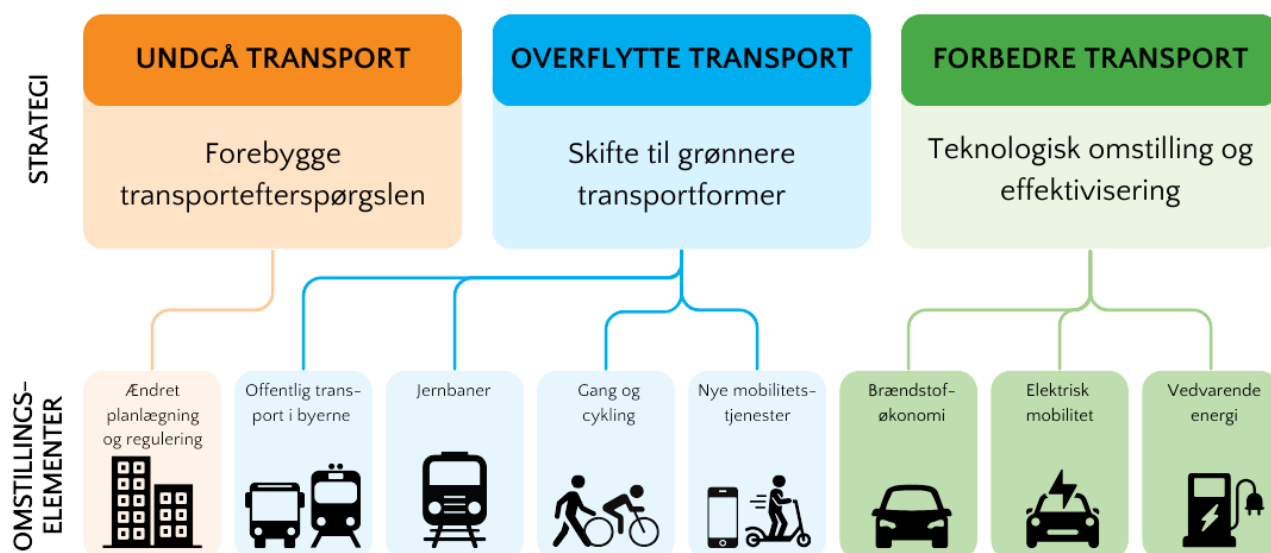 STRATEGI
UNDGÅ TRANSPORT
Forebygge
transportefterspørgslen
OVERFLYTTE TRANSPORT
Skifte til grønnere
transportformer
FORBEDRE TRANSPORT
Teknologisk omstilling og
effektivisering
OMSTILLINGS-
ELEMENTER
Ændret
planlægning
og regulering
Offentlig trans-
port i byerne
Jernbaner
Gang og
cykling
Nye mobilitets-
tjenester
Brændstof-
økonomi
Elektrisk
mobilitet
Vedvarende
energi